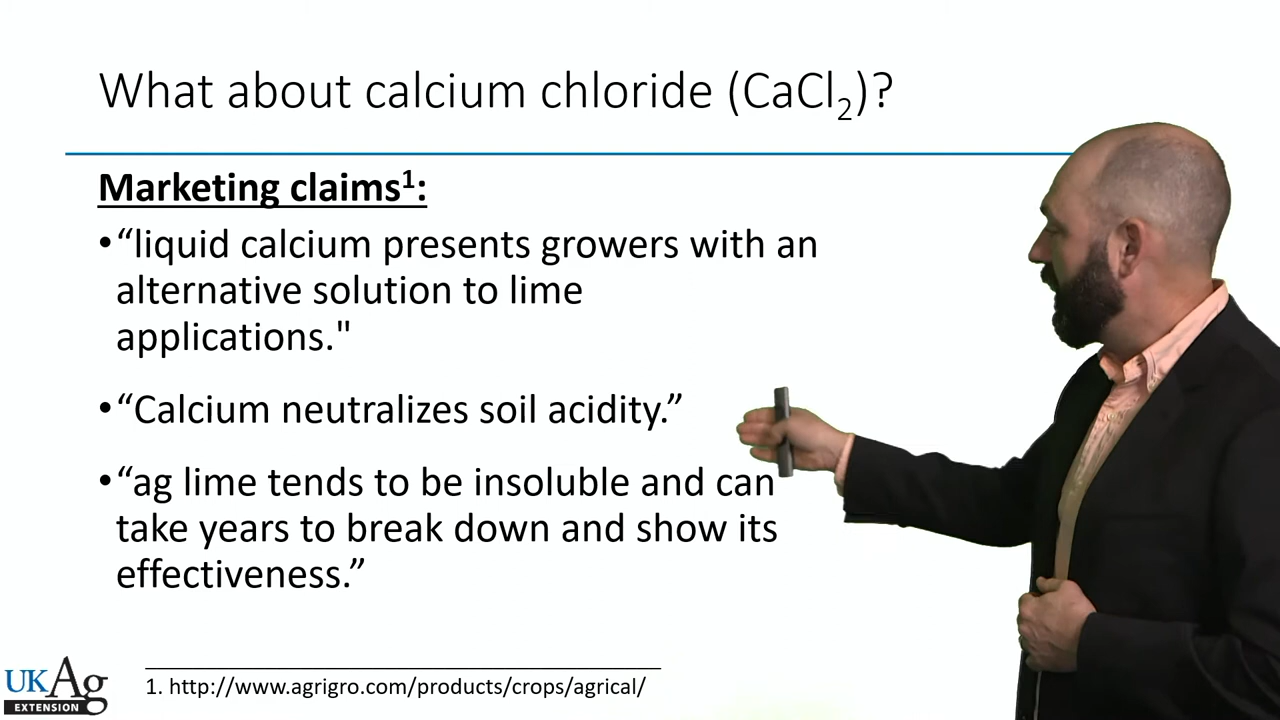 What about calcium chloride (CaCl₂)?
Marketing claims¹:
•“liquid calcium presents growers with an
alternative solution to lime
applications."
•“Calcium neutralizes soil acidity.”
•“ag lime tends to be insoluble and can
take years to break down and show its
effectiveness.”
1. http://www.agrigro.com/products/crops/agrical/
UKAg
EXTENSION